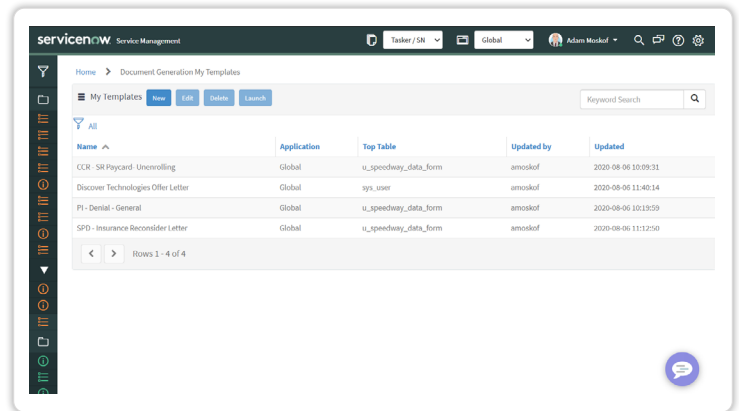 servicenow. Service Management Tasker / SN Global Adam Moskof
Home Document Generation My Templates
My Templates New Edit Delete Launch Keyword Search
All
Name Application Top Table Updated by Updated
CCR - SR Paycard- Unenrolling Global u_speedway_data_form amoskof 2020-08-06 10:09:31
Discover Technologies Offer Letter Global sys_user amoskof 2020-08-06 11:40:14
PI - Denial - General Global u_speedway_data_form amoskof 2020-08-06 10:19:59
SPD - Insurance Reconsider Letter Global u_speedway_data_form amoskof 2020-08-06 11:12:50
Rows 1 - 4 of 4